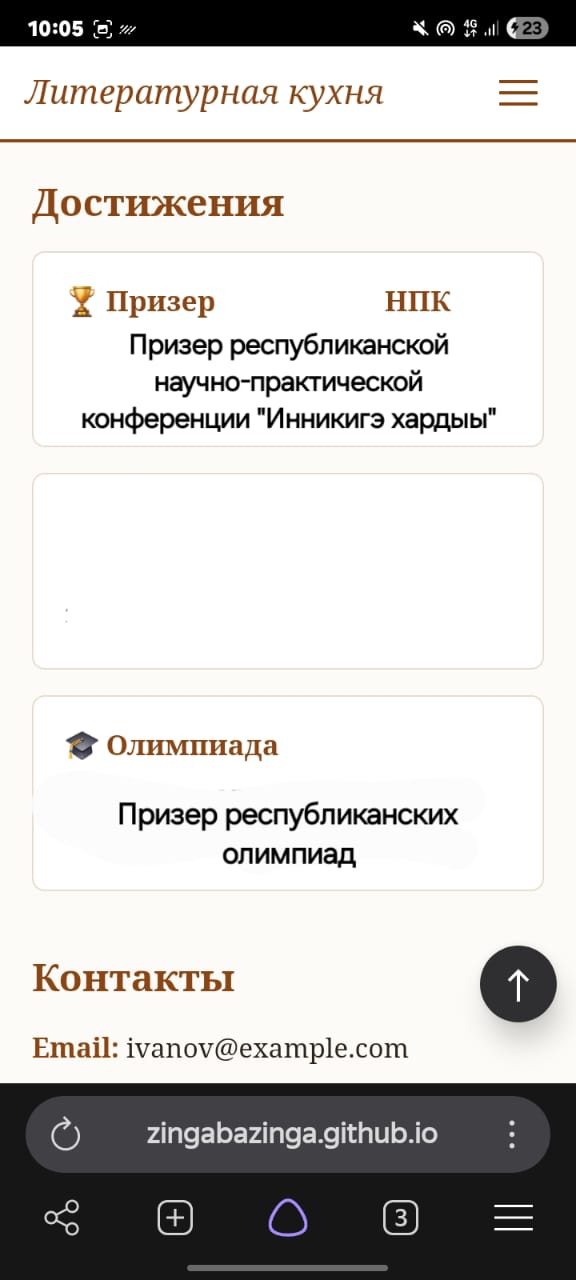 10:05
4G
23
Литературная кухня
Достижения
🏆 Призер НПК
Призер республиканской
научно-практической
конференции "Инникигэ хардыы"
🎓 Олимпиада
Призер республиканских
олимпиад
Контакты
Email: ivanov@example.com
zingabazinga.github.io
3